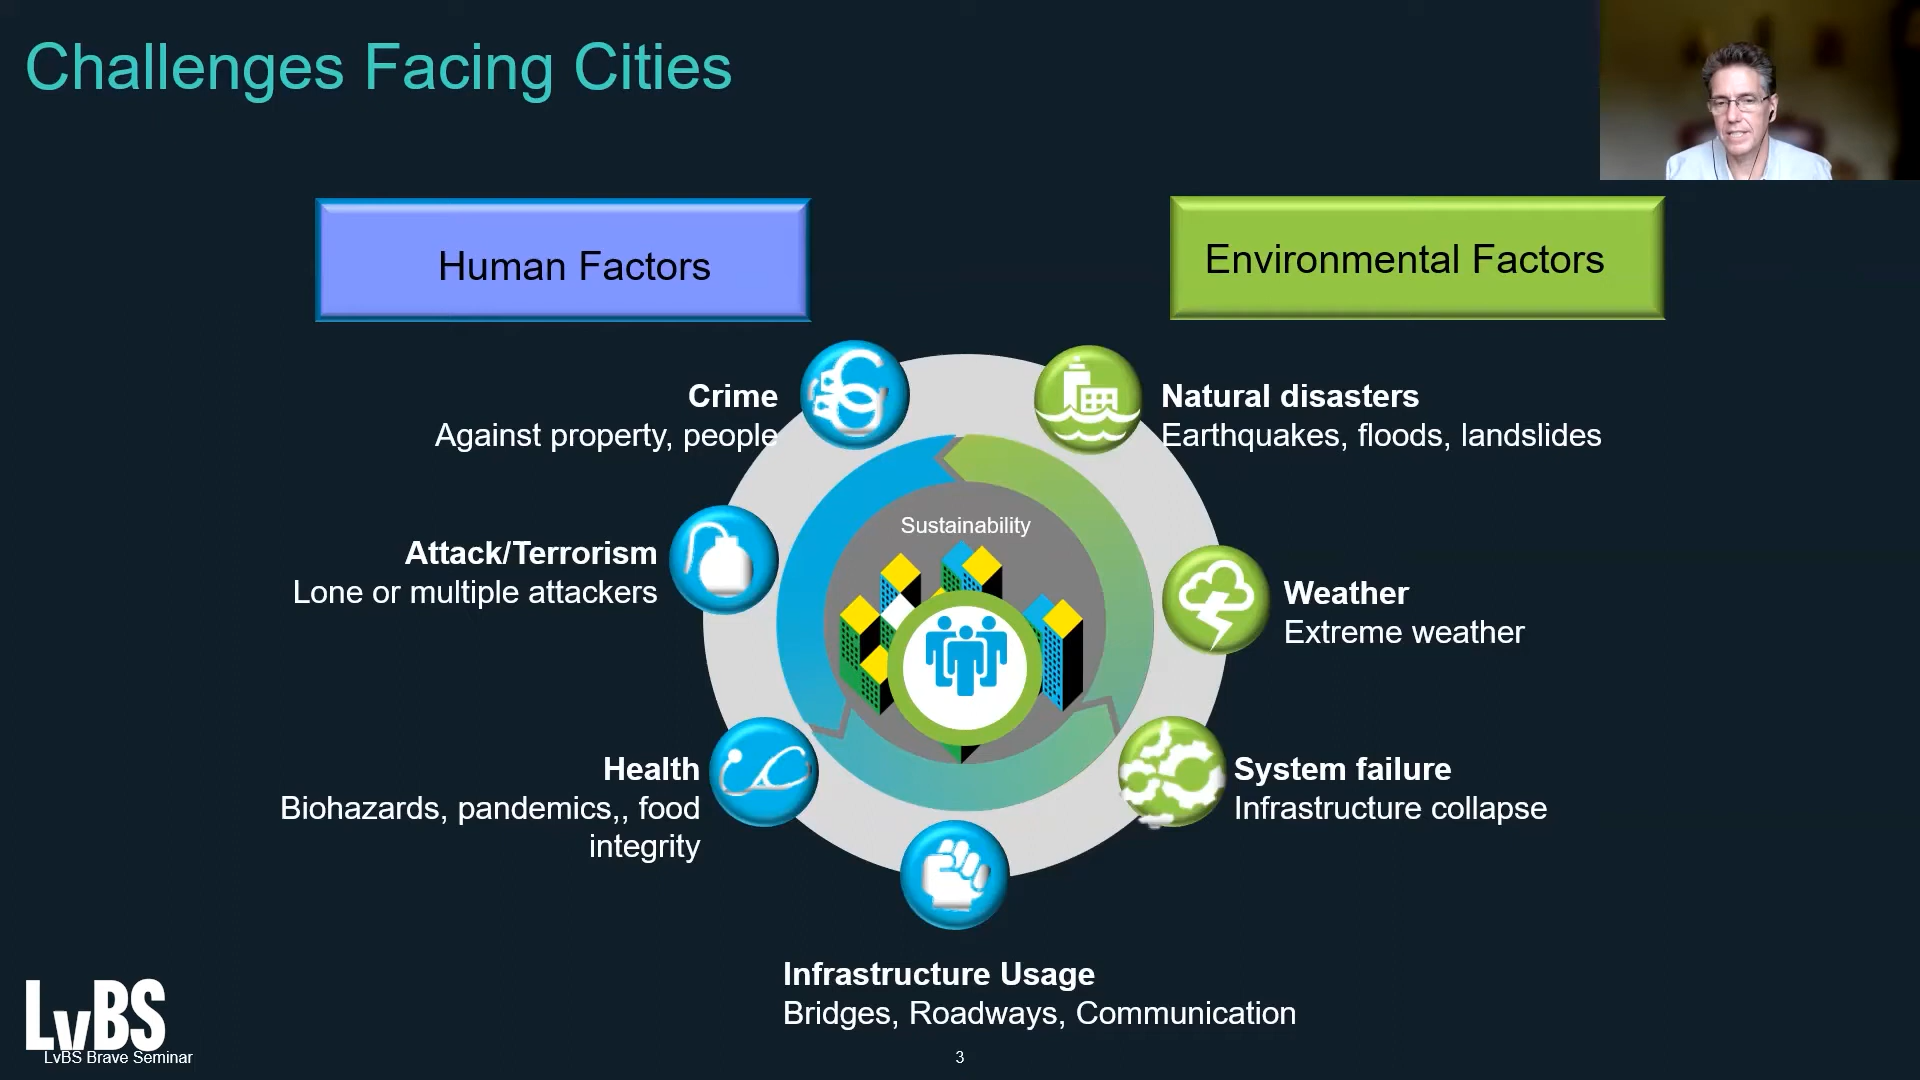 Challenges Facing Cities
Human Factors
Environmental Factors
Crime
Against property, people
Natural disasters
Earthquakes, floods, landslides
Sustainability
Attack/Terrorism
Lone or multiple attackers
Weather
Extreme weather
Health
Biohazards, pandemics,, food
integrity
System failure
Infrastructure collapse
Infrastructure Usage
Bridges, Roadways, Communication
LvBS
LvBS Brave Seminar
3